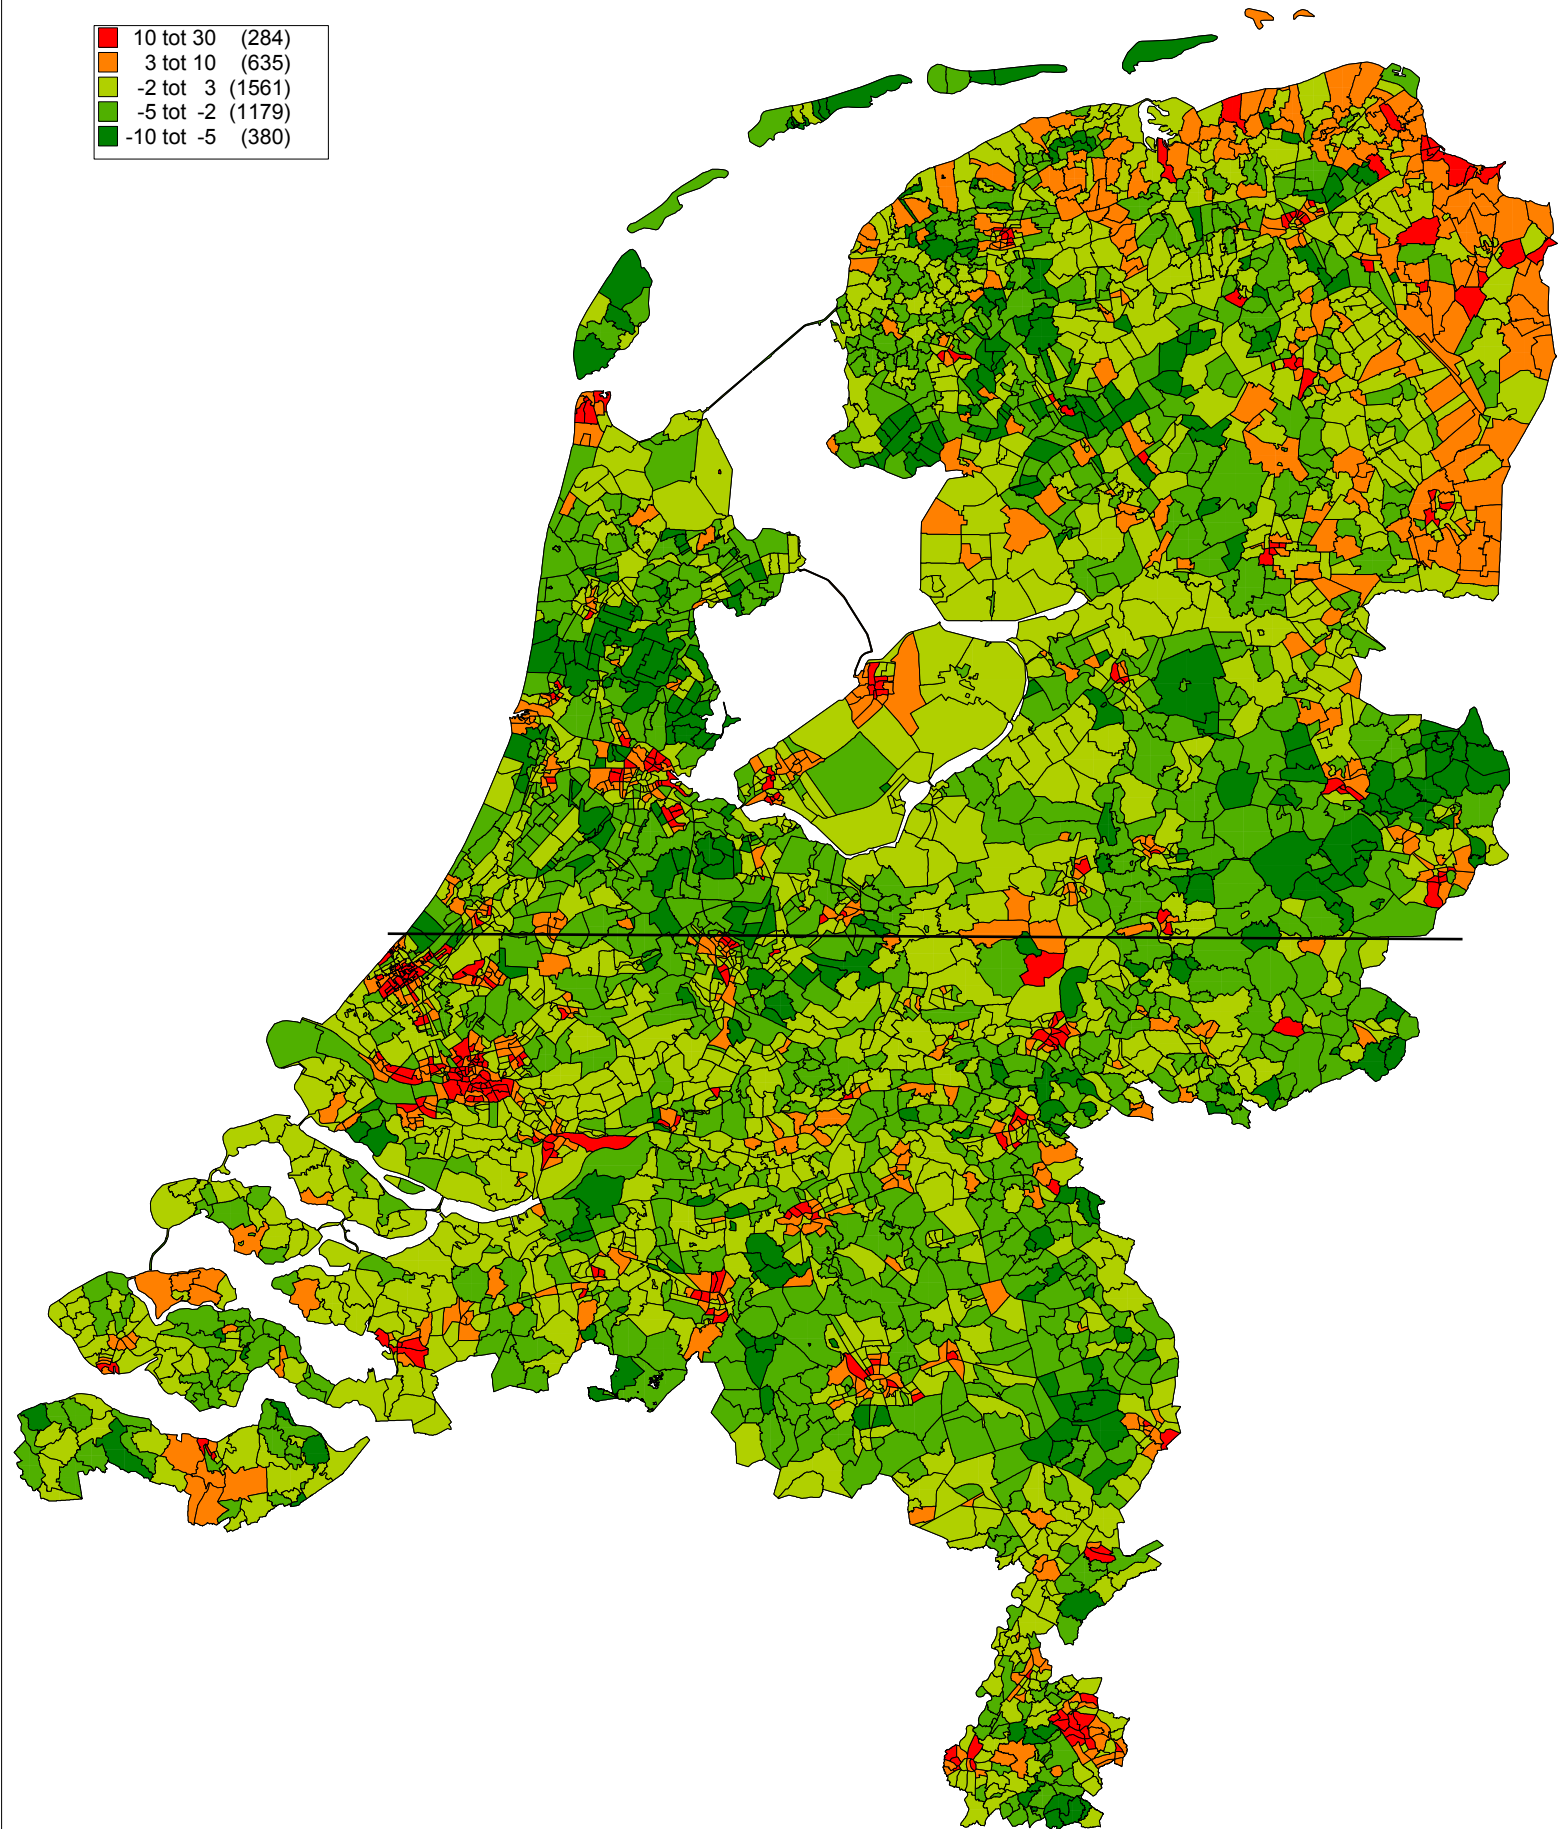 10 tot 30 (284)
3 tot 10 (635)
-2 tot 3 (1561)
-5 tot -2 (1179)
-10 tot -5 (380)